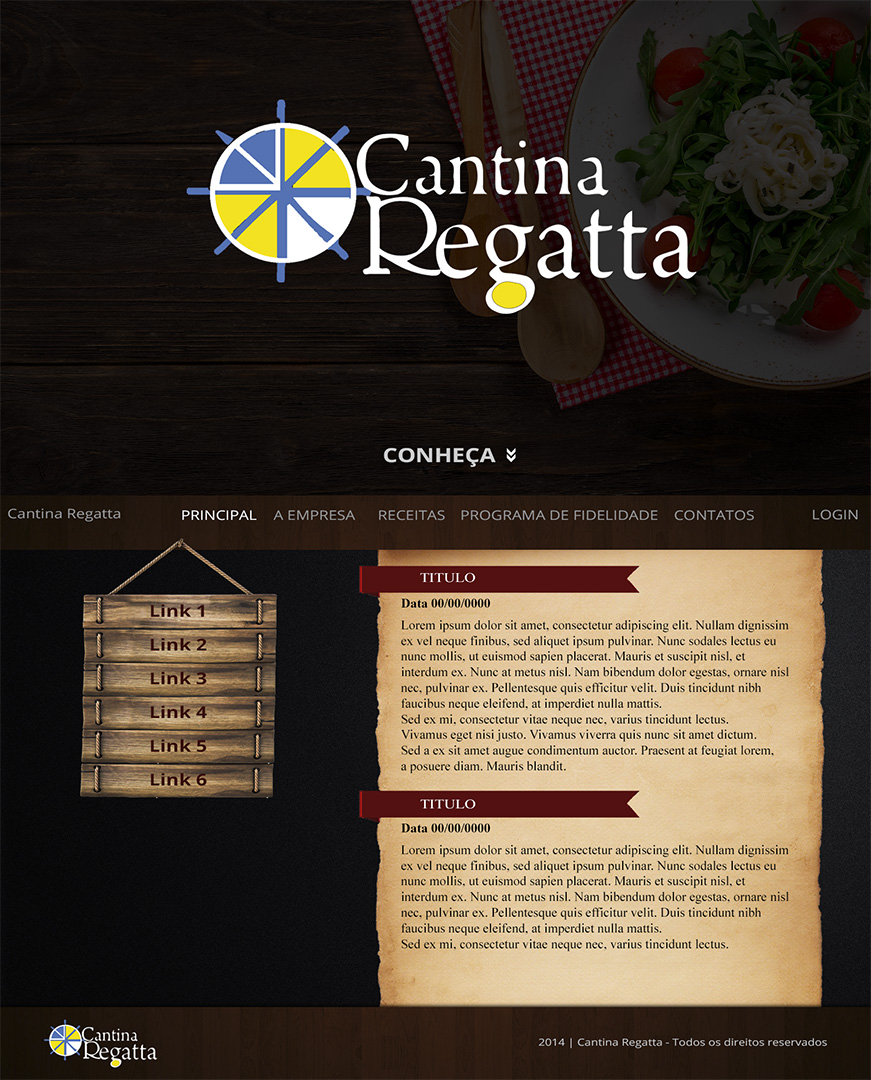 Cantina
Regatta
CONHEÇA
Cantina Regatta PRINCIPAL A EMPRESA RECEITAS PROGRAMA DE FIDELIDADE CONTATOS LOGIN
Link 1
Link 2
Link 3
Link 4
Link 5
Link 6
TITULO
Data 00/00/0000
Lorem ipsum dolor sit amet, consectetur adipiscing elit. Nullam dignissim
ex vel neque finibus, sed aliquet ipsum pulvinar. Nunc sodales lectus eu
nunc mollis, ut euismod sapien placerat. Mauris et suscipit nisl, et
interdum ex. Nunc at metus nisl. Nam bibendum dolor egestas, ornare nisl
nec, pulvinar ex. Pellentesque quis efficitur velit. Duis tincidunt nibh
faucibus neque eleifend, at imperdiet nulla mattis.
Sed ex mi, consectetur vitae neque nec, varius tincidunt lectus.
Vivamus eget nisi justo. Vivamus viverra quis nunc sit amet dictum.
Sed a ex sit amet augue condimentum auctor. Praesent at feugiat lorem,
a posuere diam. Mauris blandit.
TITULO
Data 00/00/0000
Lorem ipsum dolor sit amet, consectetur adipiscing elit. Nullam dignissim
ex vel neque finibus, sed aliquet ipsum pulvinar. Nunc sodales lectus eu
nunc mollis, ut euismod sapien placerat. Mauris et suscipit nisl, et
interdum ex. Nunc at metus nisl. Nam bibendum dolor egestas, ornare nisl
nec, pulvinar ex. Pellentesque quis efficitur velit. Duis tincidunt nibh
faucibus neque eleifend, at imperdiet nulla mattis.
Sed ex mi, consectetur vitae neque nec, varius tincidunt lectus.
Cantina
Regatta
2014 | Cantina Regatta - Todos os direitos reservados